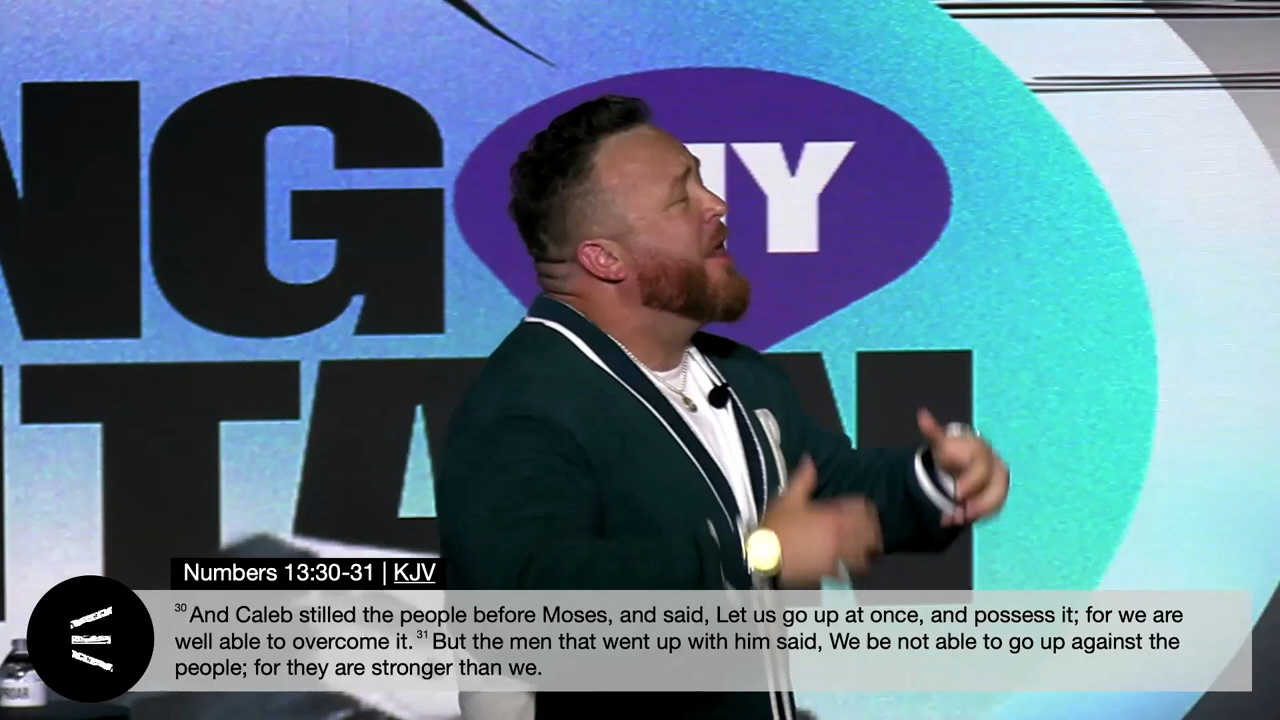 NG
MY
TA N
Numbers 13:30-31 | KJV
30 And Caleb stilled the people before Moses, and said, Let us go up at once, and possess it; for we are
well able to overcome it. 31 But the men that went up with him said, We be not able to go up against the
people; for they are stronger than we.